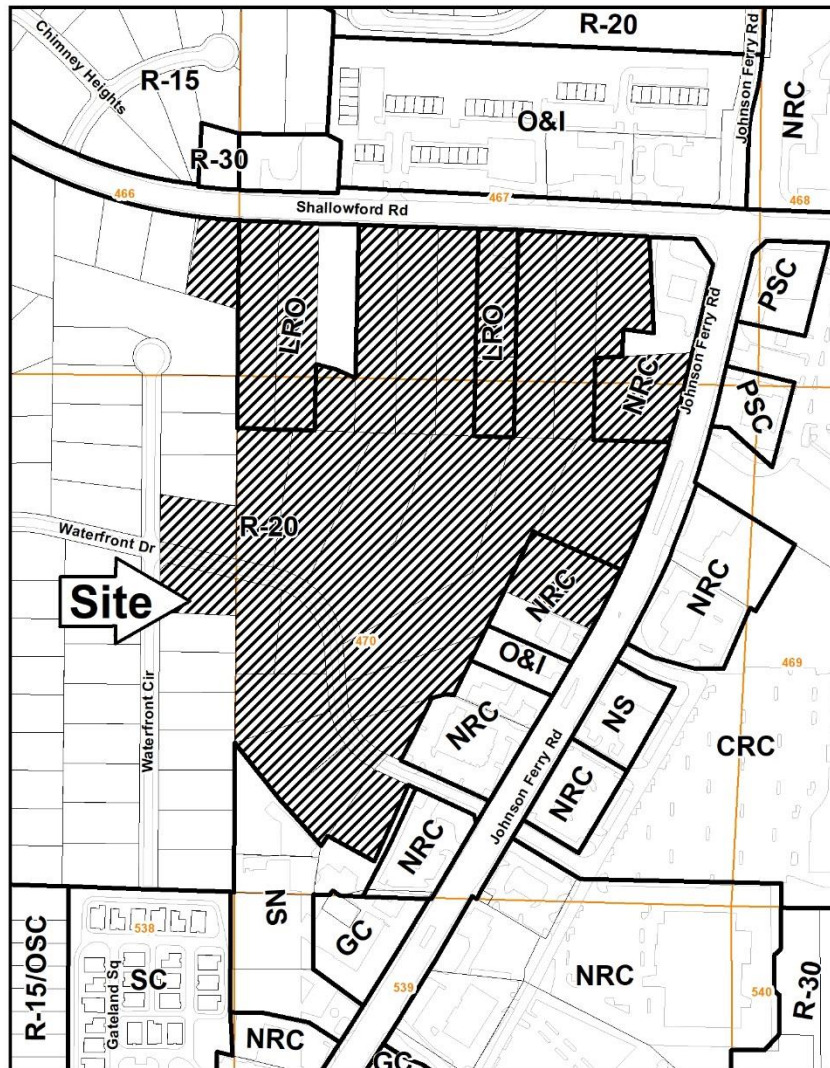 R-20
Johnson Ferry Rd
Chimney Heights
R-15
NRC
O&I
R-30
466
Shallowford Rd
467
468
PSC
LRO
LRO
NRC
Johnson Ferry Rd
PSC
R-20
Waterfront Dr
NRC
NRC
Site
470
O&I
469
NS
NRC
CRC
Waterfront Cir
NRC
Johnson Ferry Rd
NRC
NS
R-15/OSC
538
GC
SC
Gateland Sq
539
NRC
540
R-30
NRC
GC